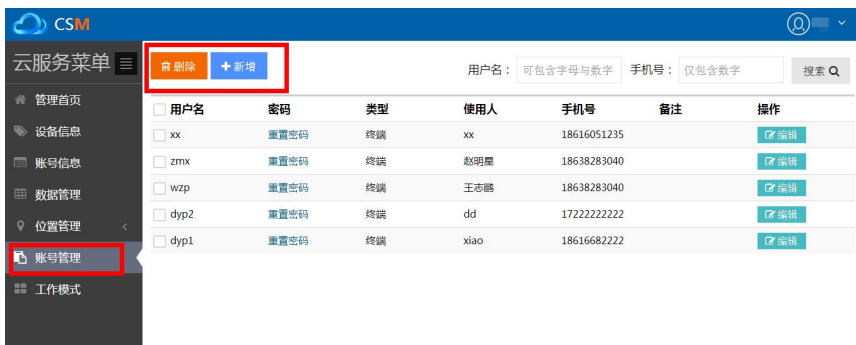 CSM
云服务菜单
删除 新增 用户名： 可包含字母与数字 手机号： 仅包含数字 搜索
管理首页
设备信息
账号信息
数据管理
位置管理
账号管理
工作模式
用户名 密码 类型 使用人 手机号 备注 操作
xx 重置密码 终端 xx 18616051235 编辑
zmx 重置密码 终端 赵明星 18638283040 编辑
wzp 重置密码 终端 王志鹏 18638283040 编辑
dyp2 重置密码 终端 dd 17222222222 编辑
dyp1 重置密码 终端 xiao 18616682222 编辑